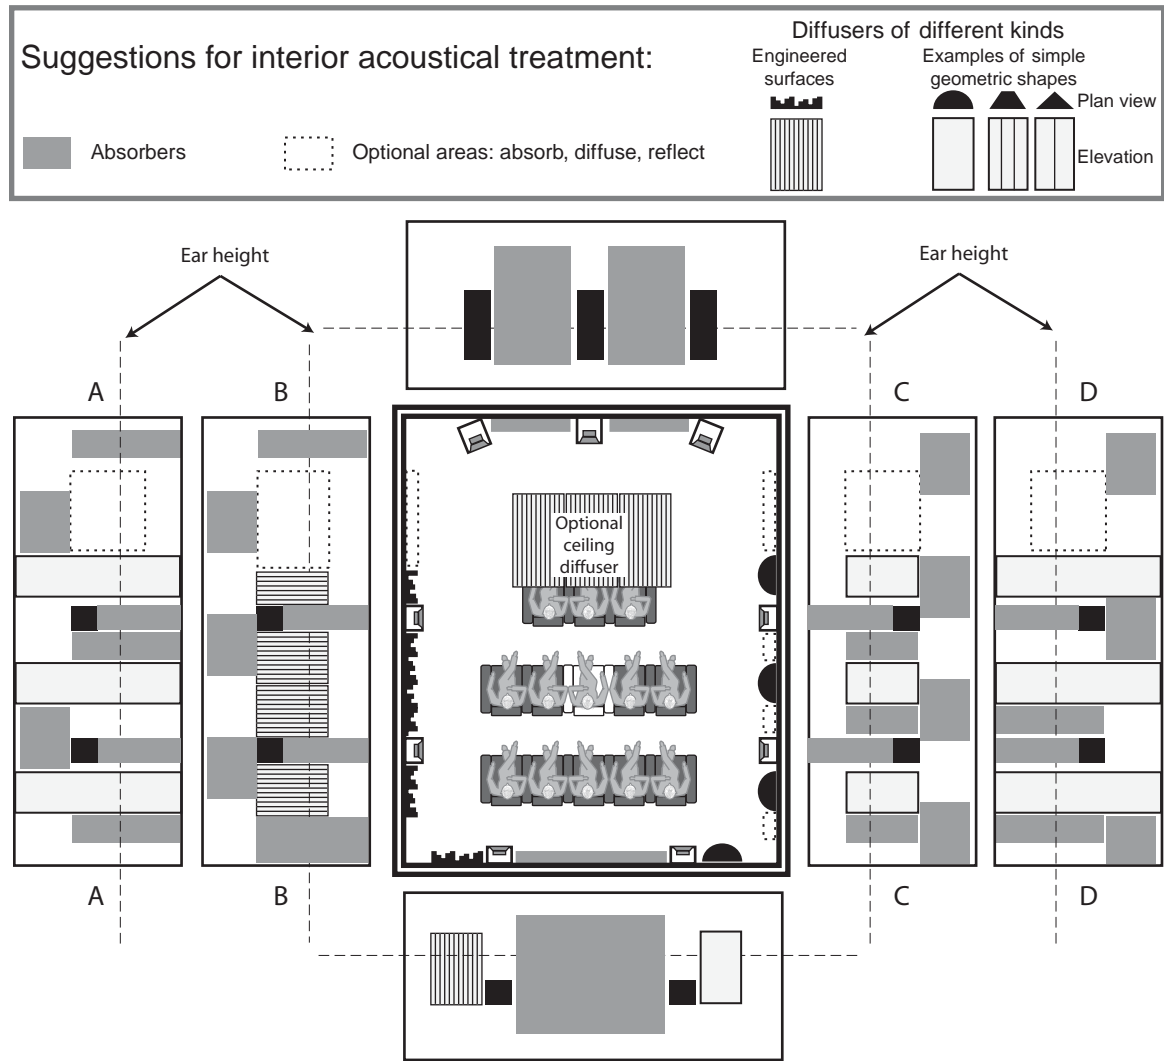 Suggestions for interior acoustical treatment:
Diffusers of different kinds
Engineered
surfaces
Examples of simple
geometric shapes
Plan view
Absorbers
Optional areas: absorb, diffuse, reflect
Elevation
Ear height
Ear height
A
B
C
D
Optional
ceiling
diffuser
A
B
C
D